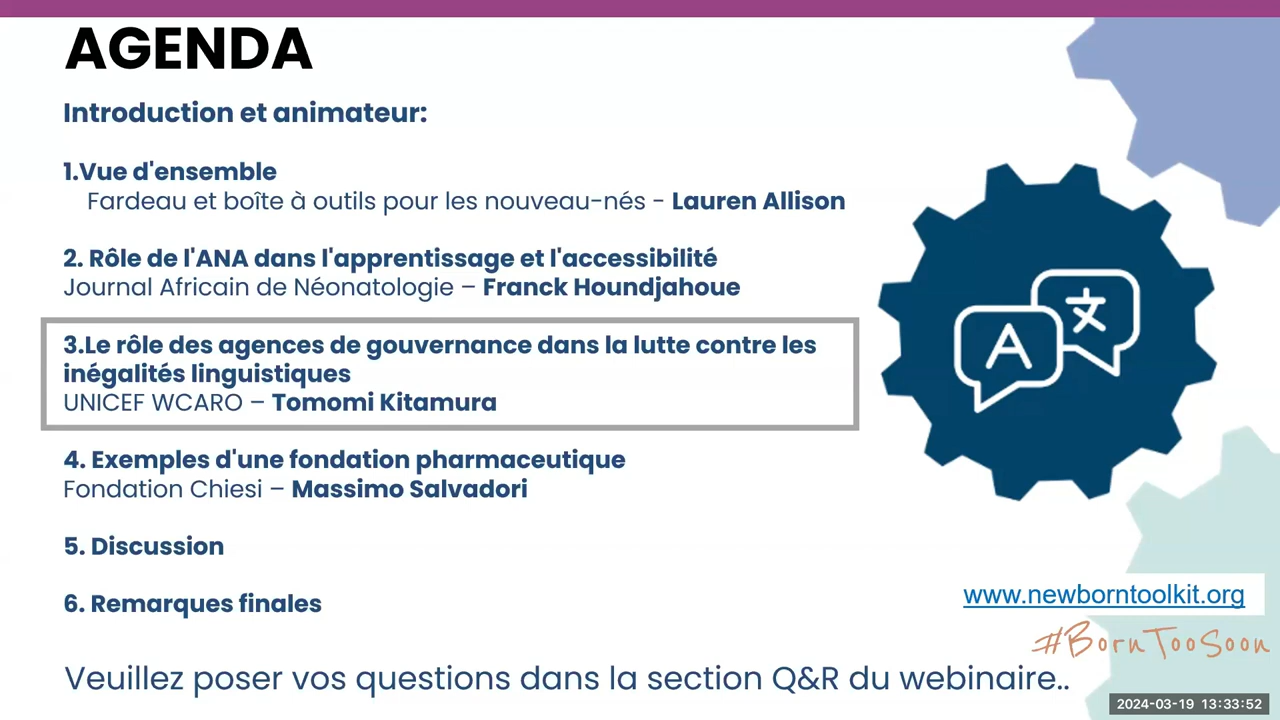 AGENDA
Introduction et animateur:
1.Vue d'ensemble
Fardeau et boîte à outils pour les nouveau-nés - Lauren Allison
2. Rôle de l'ANA dans l'apprentissage et l'accessibilité
Journal Africain de Néonatologie – Franck Houndjahoue
3.Le rôle des agences de gouvernance dans la lutte contre les
inégalités linguistiques
UNICEF WCARO – Tomomi Kitamura
4. Exemples d'une fondation pharmaceutique
Fondation Chiesi – Massimo Salvadori
5. Discussion
6. Remarques finales
A
文
www.newborntoolkit.org
#BornTooSoon
Veuillez poser vos questions dans la section Q&R du webinaire..
2024-03-19 13:33:52